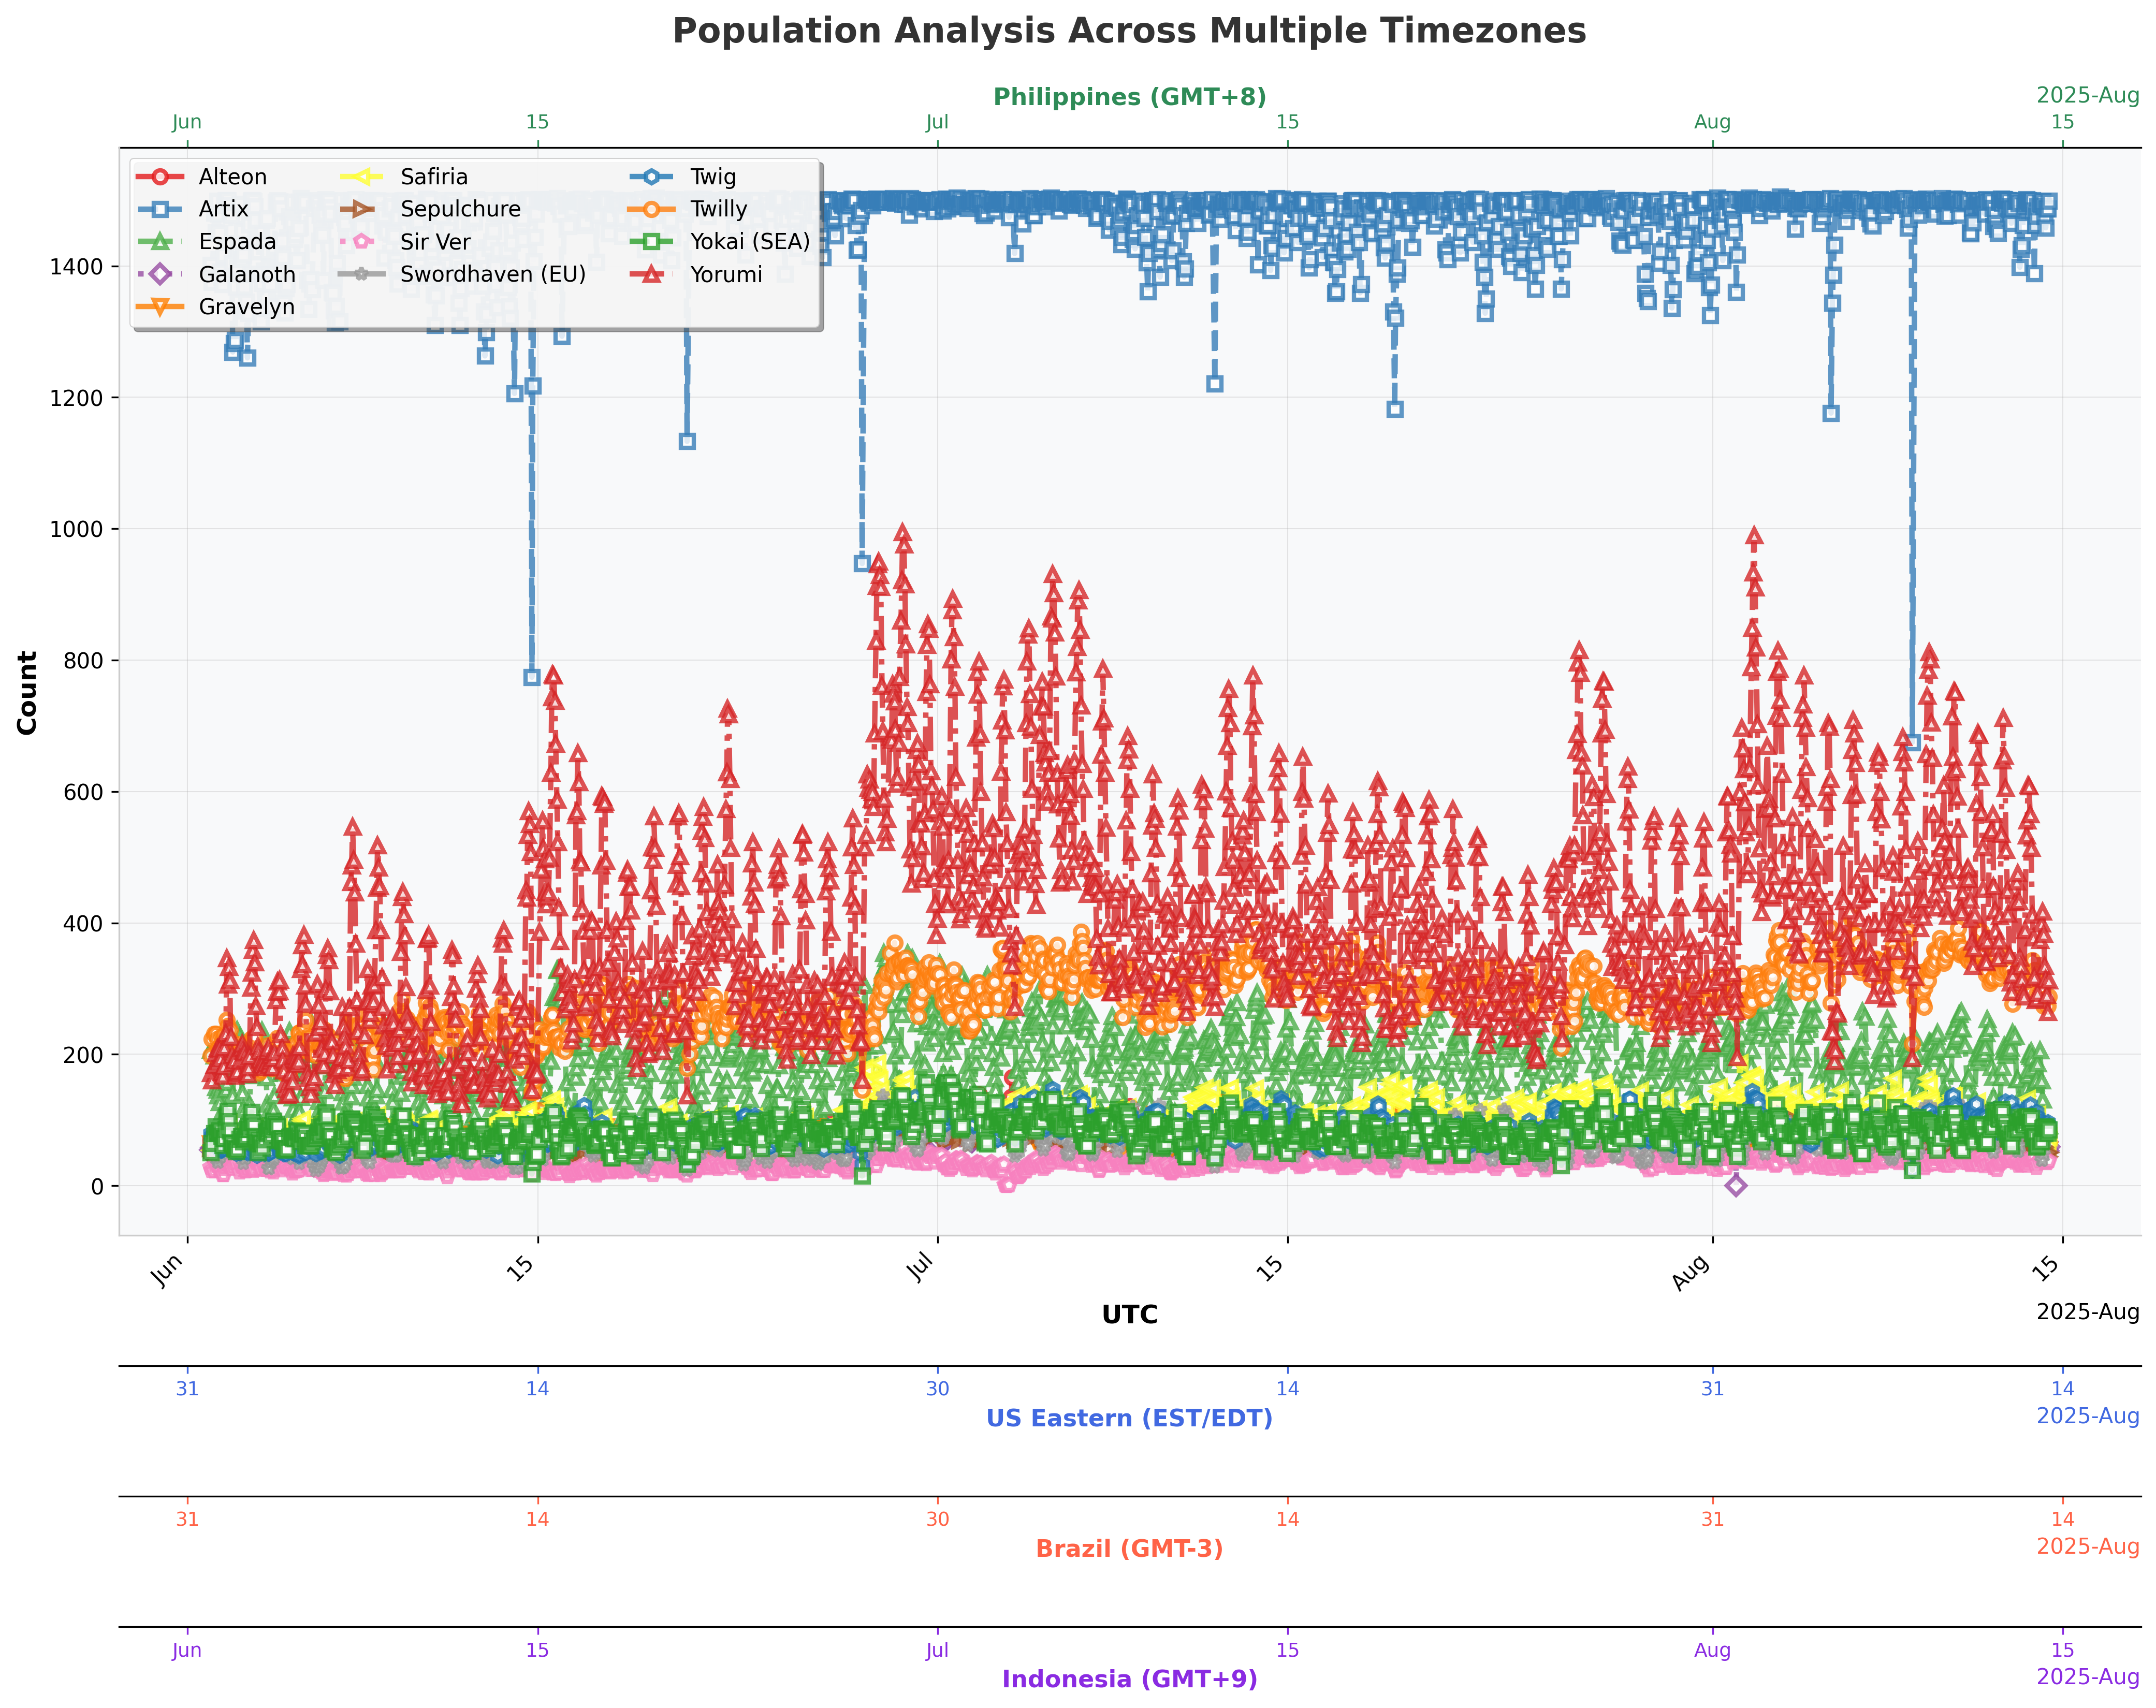 Population Analysis Across Multiple Timezones
Philippines (GMT+8)
2025-Aug
Jun 15 Jul 15 Aug 15
Alteon Safiria Twig
Artix Sepulchure Twilly
Espada Sir Ver Yokai (SEA)
Galanoth Swordhaven (EU) Yorumi
Gravelyn
1400
1200
1000
800
600
400
200
0
Count
Jun 15 Jul 15 Aug 15
UTC
2025-Aug
31 14 30 14 31 14
US Eastern (EST/EDT)
2025-Aug
31 14 30 14 31 14
Brazil (GMT-3)
2025-Aug
Jun 15 Jul 15 Aug 15
Indonesia (GMT+9)
2025-Aug